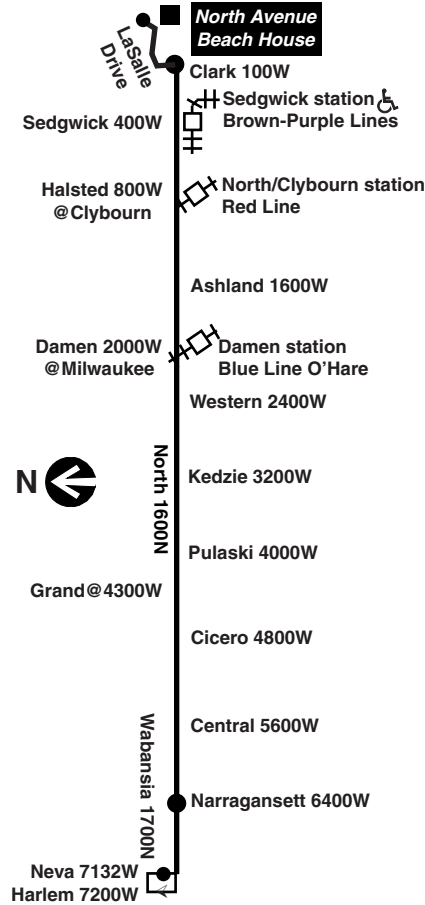 North Avenue
Beach House
LaSalle
Drive
Clark 100W
Sedgwick station
Brown-Purple Lines
Sedgwick 400W
Halsted 800W
@Clybourn
North/Clybourn station
Red Line
Ashland 1600W
Damen 2000W
@Milwaukee
Damen station
Blue Line O'Hare
Western 2400W
North 1600N
N
Kedzie 3200W
Pulaski 4000W
Grand@4300W
Cicero 4800W
Central 5600W
Wabansia 1700N
Narragansett 6400W
Neva 7132W
Harlem 7200W